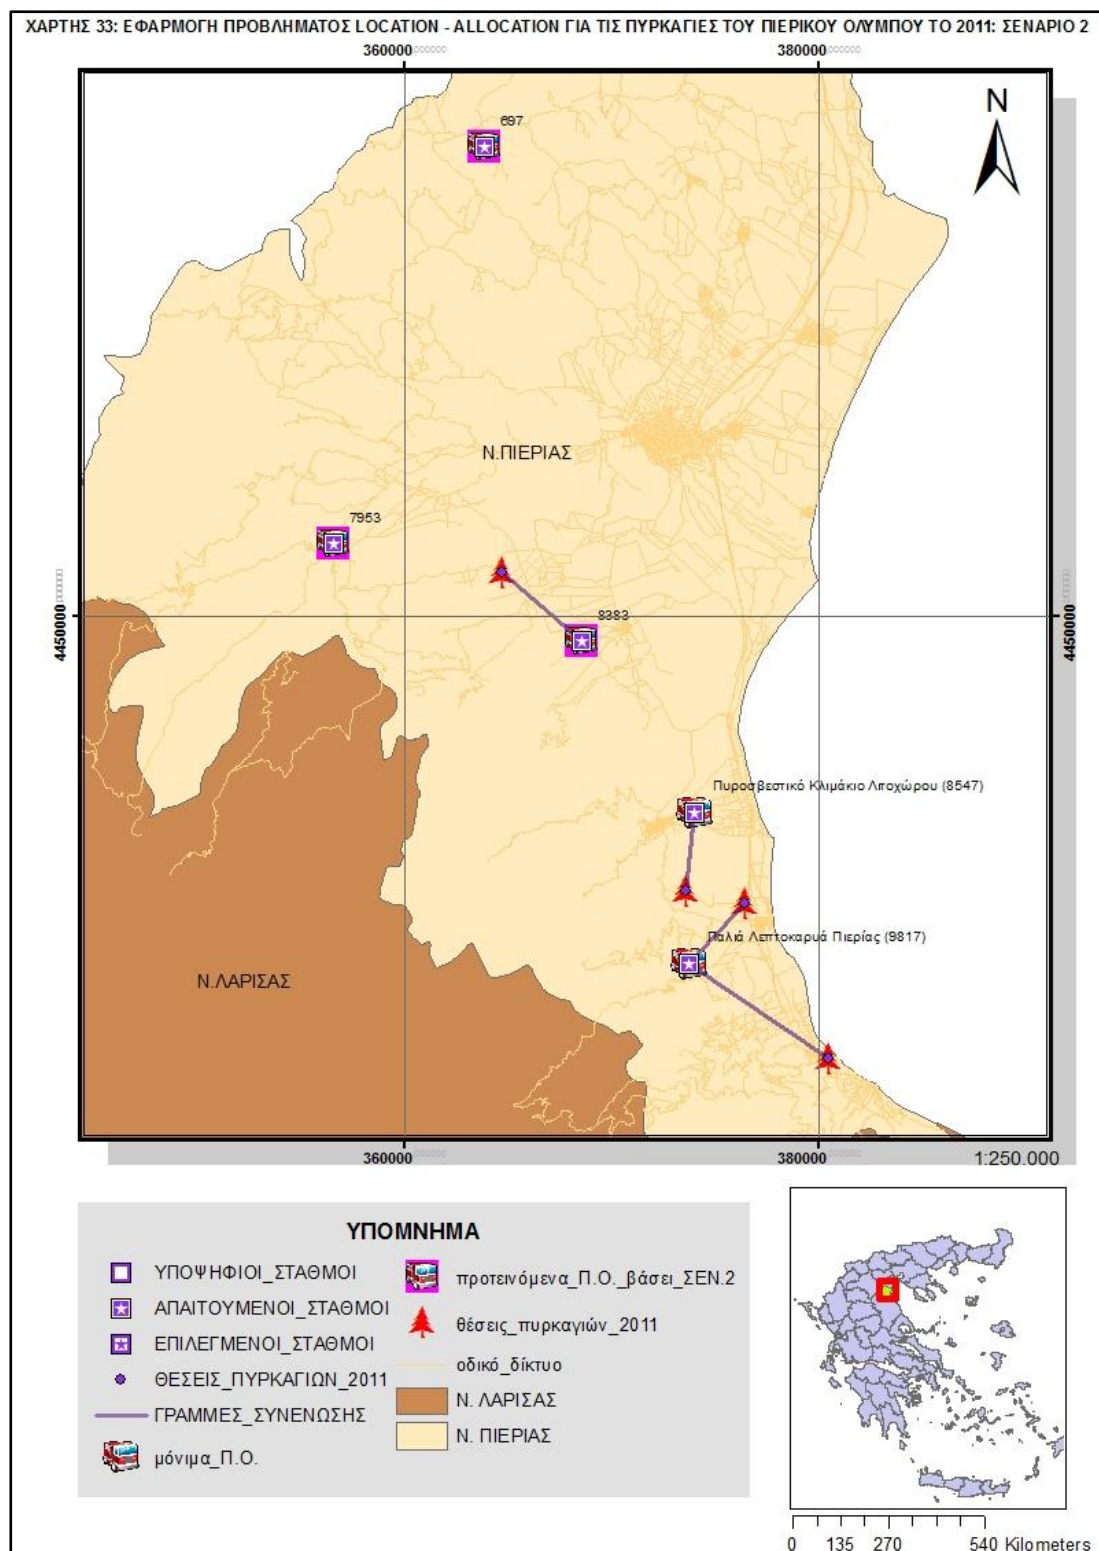 ΧΑΡΤΗΣ 33: ΕΦΑΡΜΟΓΗ ΠΡΟΒΛΗΜΑΤΟΣ LOCATION - ALLOCATION ΓΙΑ ΤΙΣ ΠΥΡΚΑΓΙΕΣ ΤΟΥ ΠΙΕΡΙΚΟΥ ΟΛΥΜΠΟΥ ΤΟ 2011: ΣΕΝΑΡΙΟ 2
360000 380000
N
697
Ν.ΠΙΕΡΙΑΣ
7953
8383
4450000 4450000
Πυροσβεστικό Κλιμάκιο Λιτοχώρου (8547)
Παλιά Λεπτοκαρυά Πιερίας (9817)
Ν.ΛΑΡΙΣΑΣ
360000 380000
1:250.000
ΥΠΟΜΝΗΜΑ
ΥΠΟΨΗΦΙΟΙ_ΣΤΑΘΜΟΙ
ΑΠΑΙΤΟΥΜΕΝΟΙ_ΣΤΑΘΜΟΙ
ΕΠΙΛΕΓΜΕΝΟΙ_ΣΤΑΘΜΟΙ
ΘΕΣΕΙΣ_ΠΥΡΚΑΓΙΩΝ_2011
ΓΡΑΜΜΕΣ_ΣΥΝΕΝΩΣΗΣ
μόνιμα_Π.Ο.
προτεινόμενα_Π.Ο._βάσει_ΣΕΝ.2
θέσεις_πυρκαγιών_2011
οδικό_δίκτυο
Ν. ΛΑΡΙΣΑΣ
Ν. ΠΙΕΡΙΑΣ
0 135 270 540 Kilometers